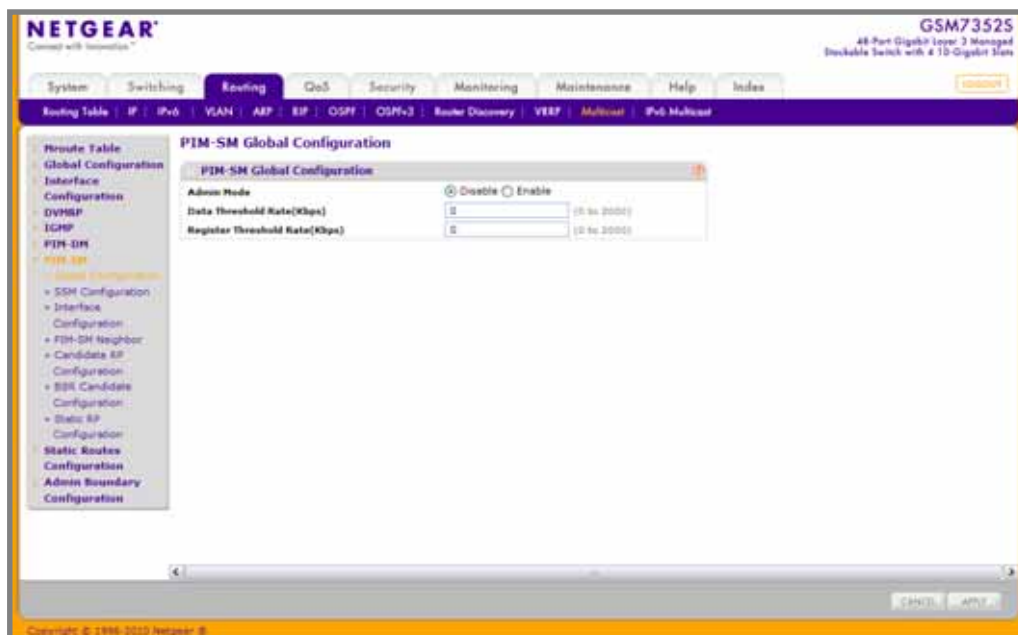 NETGEAR
Connect with Innovation™
GSM7352S
48-Port Gigabit Layer 3 Managed
Stackable Switch with 4 10-Gigabit Slots
System Switching Routing QoS Security Monitoring Maintenance Help Index
LOGOUT
Routing Table | IP | IPv6 | VLAN | ARP | RIP | OSPF | OSPFv3 | Router Discovery | VRRP | Multicast | IPv6 Multicast
Mroute Table
Global Configuration
Interface
Configuration
DVMRP
IGMP
PIM-DM
PIM-SM
Global Configuration
SSM Configuration
Interface
Configuration
PIM-SM Neighbor
Candidate RP
Configuration
BSR Candidate
Configuration
Static RP
Configuration
Static Routes
Configuration
Admin Boundary
Configuration
PIM-SM Global Configuration
PIM-SM Global Configuration
Admin Mode Disable Enable
Data Threshold Rate(Kbps) 0 (0 to 2000)
Register Threshold Rate(Kbps) 0 (0 to 2000)
CANCEL APPLY
Copyright © 1996-2010 Netgear ®